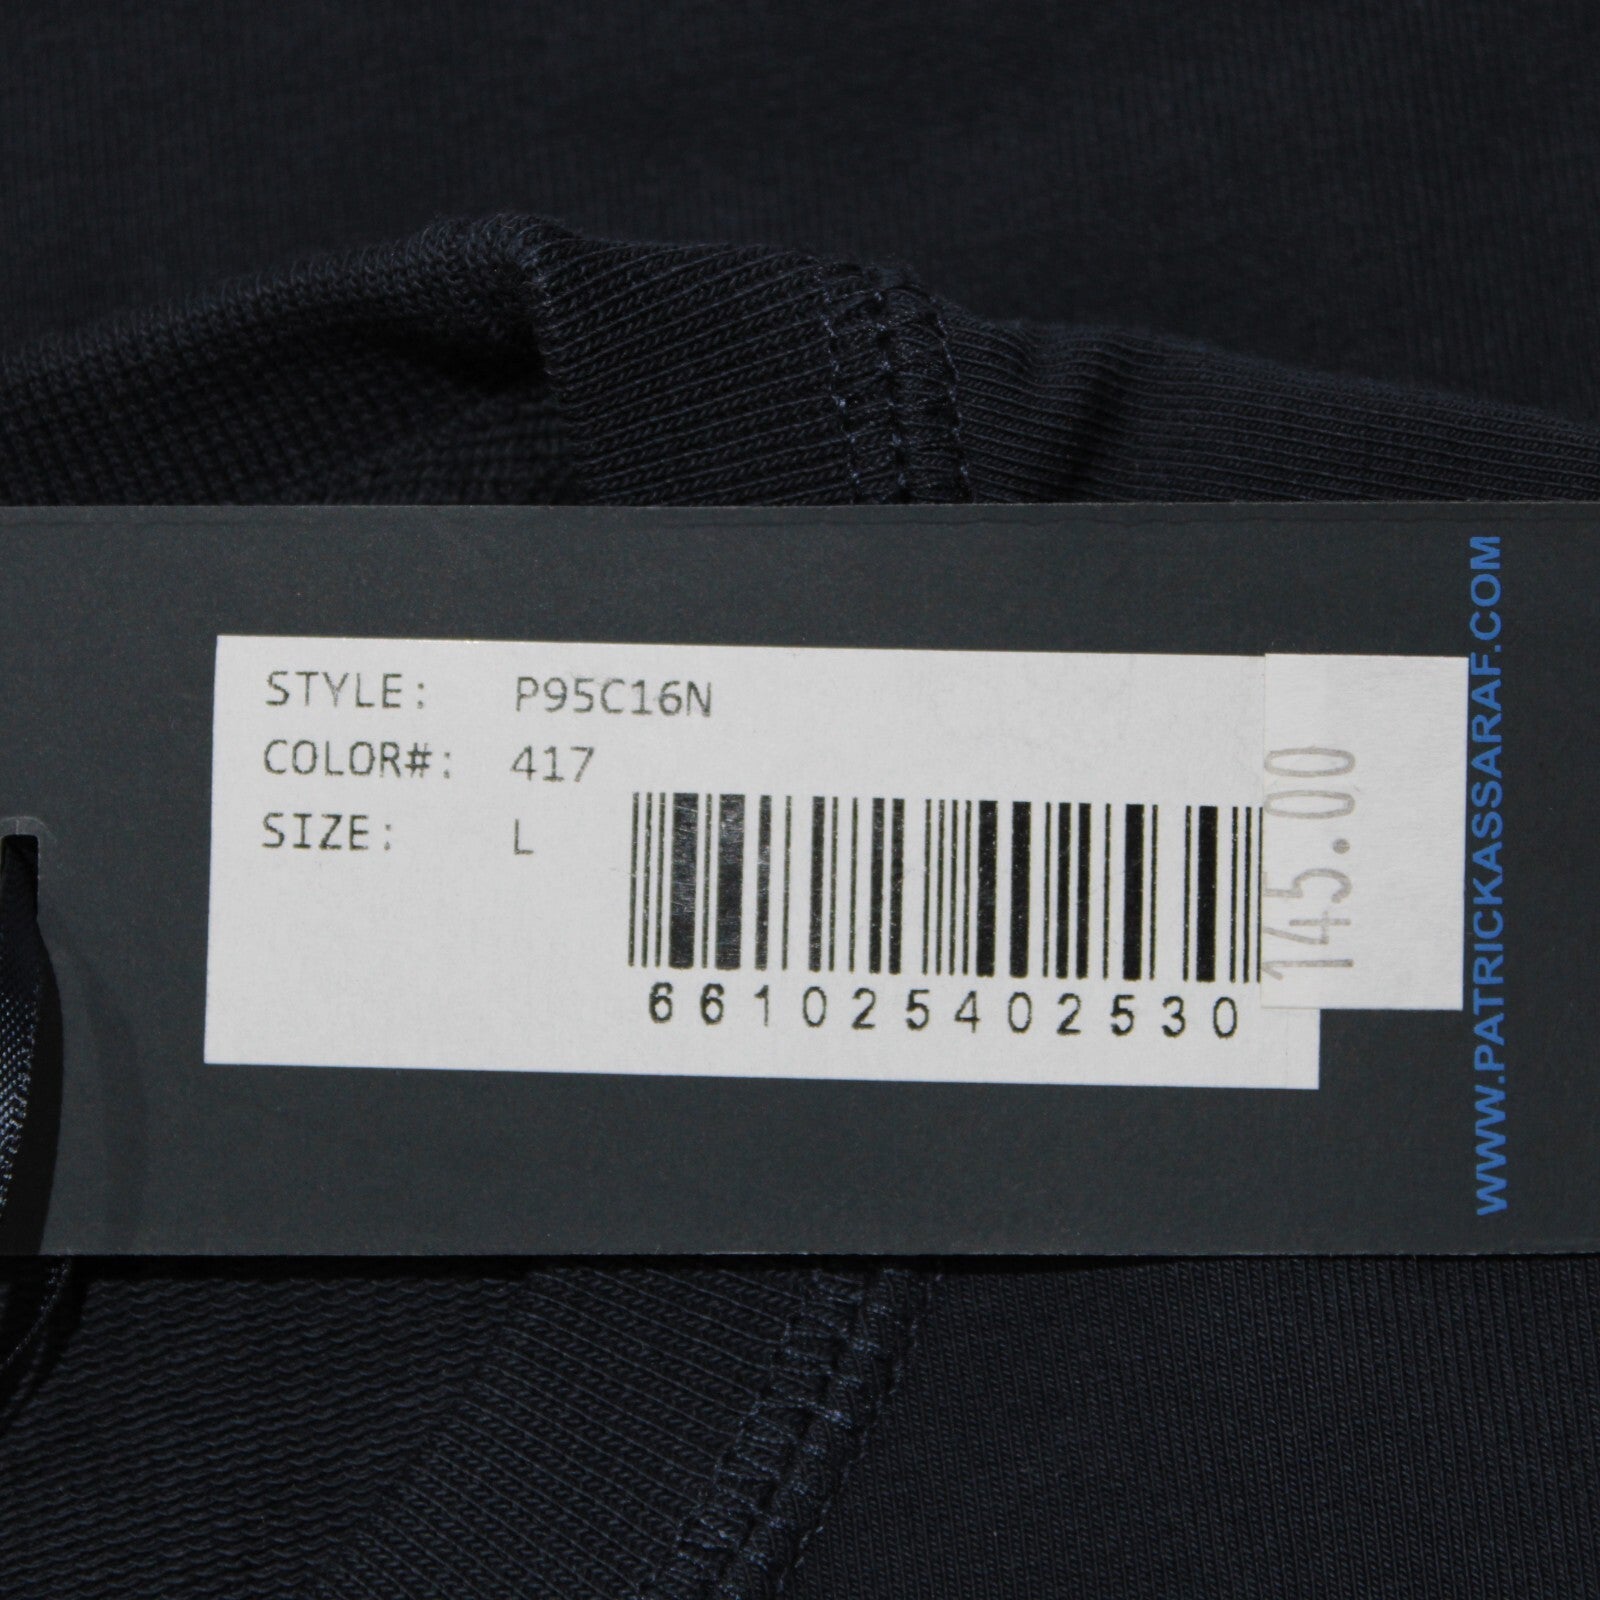 STYLE: P95C16N
COLOR#: 417
SIZE: L
661025402530
145.00
WWW.PATRICKASSARAF.COM